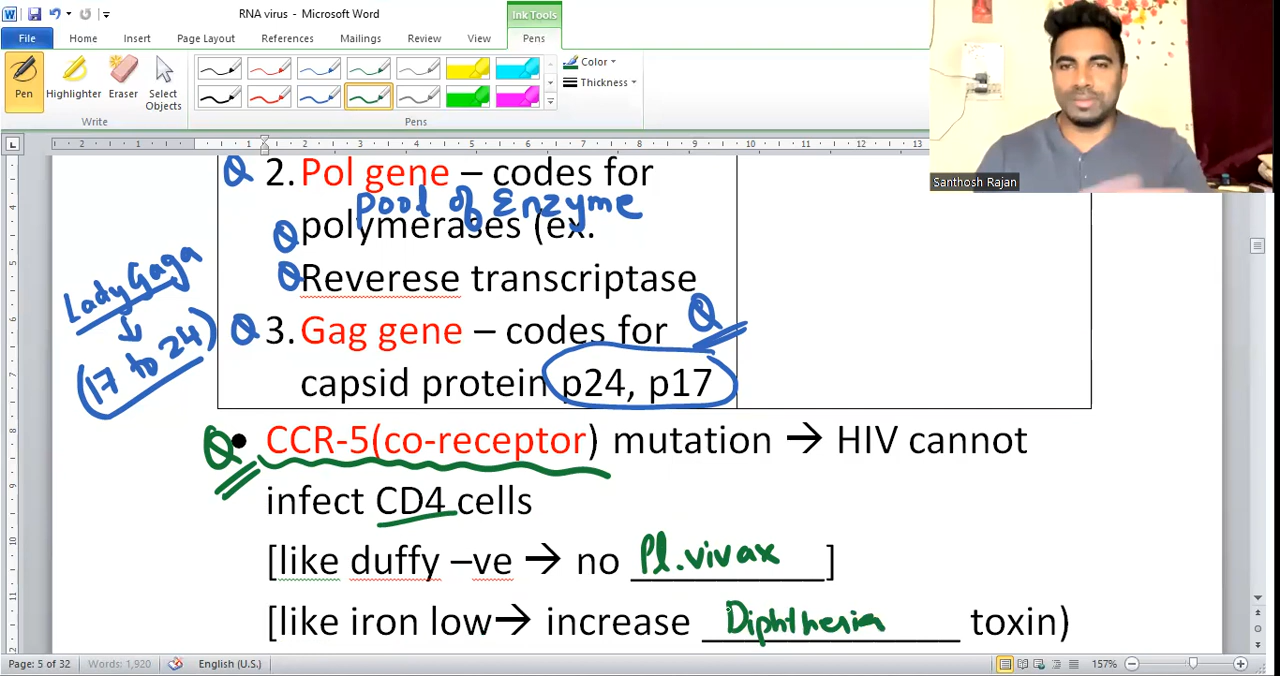 RNA virus - Microsoft Word
Ink Tools
File Home Insert Page Layout References Mailings Review View Pens
Pen Highlighter Eraser Select Objects
Color
Thickness
Write
Pens
Santhosh Rajan
Q 2. Pol gene – codes for
Pool of Enzyme
Q polymerases (ex.
Q Reverese transcriptase
Lady Gaga
(17 to 24)
Q 3. Gag gene – codes for Q
capsid protein p24, p17
Q • CCR-5(co-receptor) mutation → HIV cannot
infect CD4 cells
[like duffy –ve → no Pl. vivax ]
[like iron low→ increase Diphtheria toxin)
Page: 5 of 32 Words: 1,920 English (U.S.) 157%